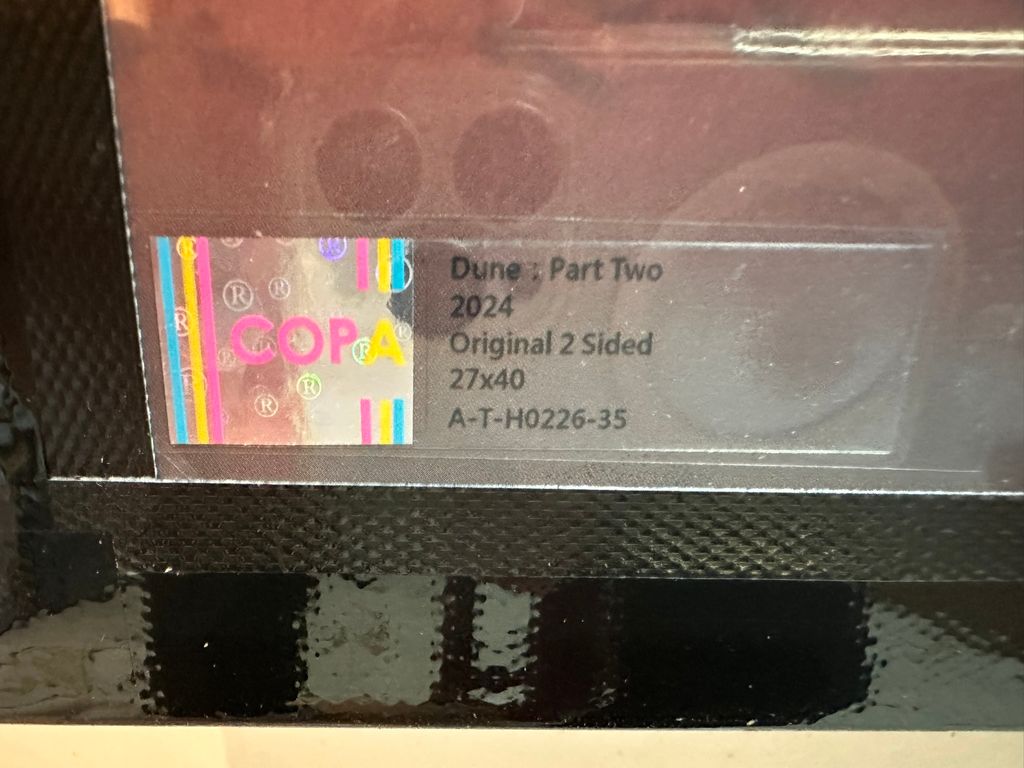 COPA
Dune : Part Two
2024
Original 2 Sided
27x40
A-T-H0226-35